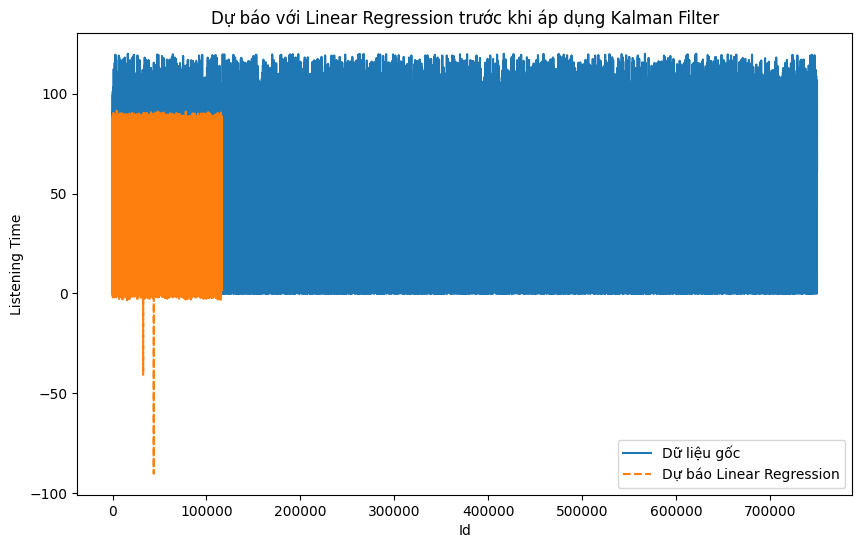 Dự báo với Linear Regression trước khi áp dụng Kalman Filter
Listening Time
100
50
0
−50
−100
0
100000
200000
300000
400000
500000
600000
700000
Id
Dữ liệu gốc
Dự báo Linear Regression